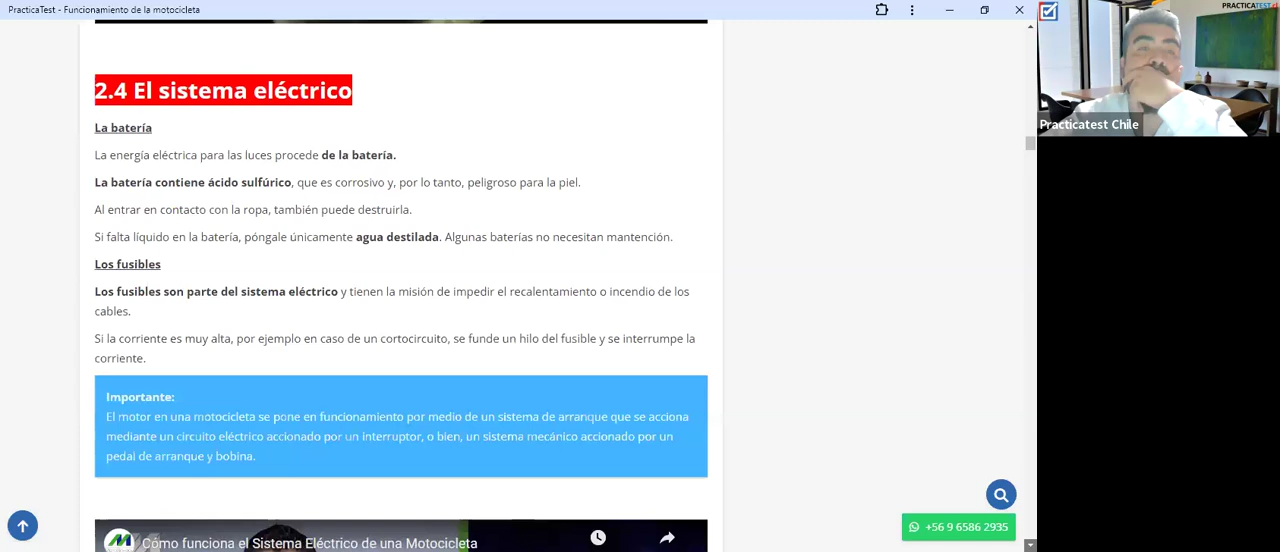 PracticaTest - Funcionamiento de la motocicleta
PRACTICATEST.cl
Practicatest Chile
2.4 El sistema eléctrico
La batería
La energía eléctrica para las luces procede de la batería.
La batería contiene ácido sulfúrico, que es corrosivo y, por lo tanto, peligroso para la piel.
Al entrar en contacto con la ropa, también puede destruirla.
Si falta líquido en la batería, póngale únicamente agua destilada. Algunas baterías no necesitan mantención.
Los fusibles
Los fusibles son parte del sistema eléctrico y tienen la misión de impedir el recalentamiento o incendio de los
cables.
Si la corriente es muy alta, por ejemplo en caso de un cortocircuito, se funde un hilo del fusible y se interrumpe la
corriente.
Importante:
El motor en una motocicleta se pone en funcionamiento por medio de un sistema de arranque que se acciona
mediante un circuito eléctrico accionado por un interruptor, o bien, un sistema mecánico accionado por un
pedal de arranque y bobina.
+56 9 6586 2935
Cómo funciona el Sistema Eléctrico de una Motocicleta